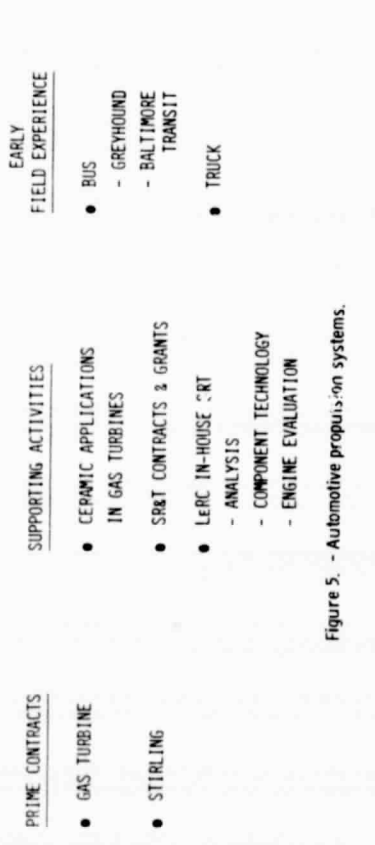 PRIME CONTRACTS
● GAS TURBINE
● STIRLING
SUPPORTING ACTIVITIES
● CERAMIC APPLICATIONS
IN GAS TURBINES
● SR&T CONTRACTS & GRANTS
● LeRC IN-HOUSE
- ANALYSIS
- COMPONENT TECHNOLOGY
- ENGINE EVALUATION
EARLY
FIELD EXPERIENCE
● BUS
- GREYHOUND
- BALTIMORE
TRANSIT
● TRUCK
Figure 5. - Automotive propulsion systems.